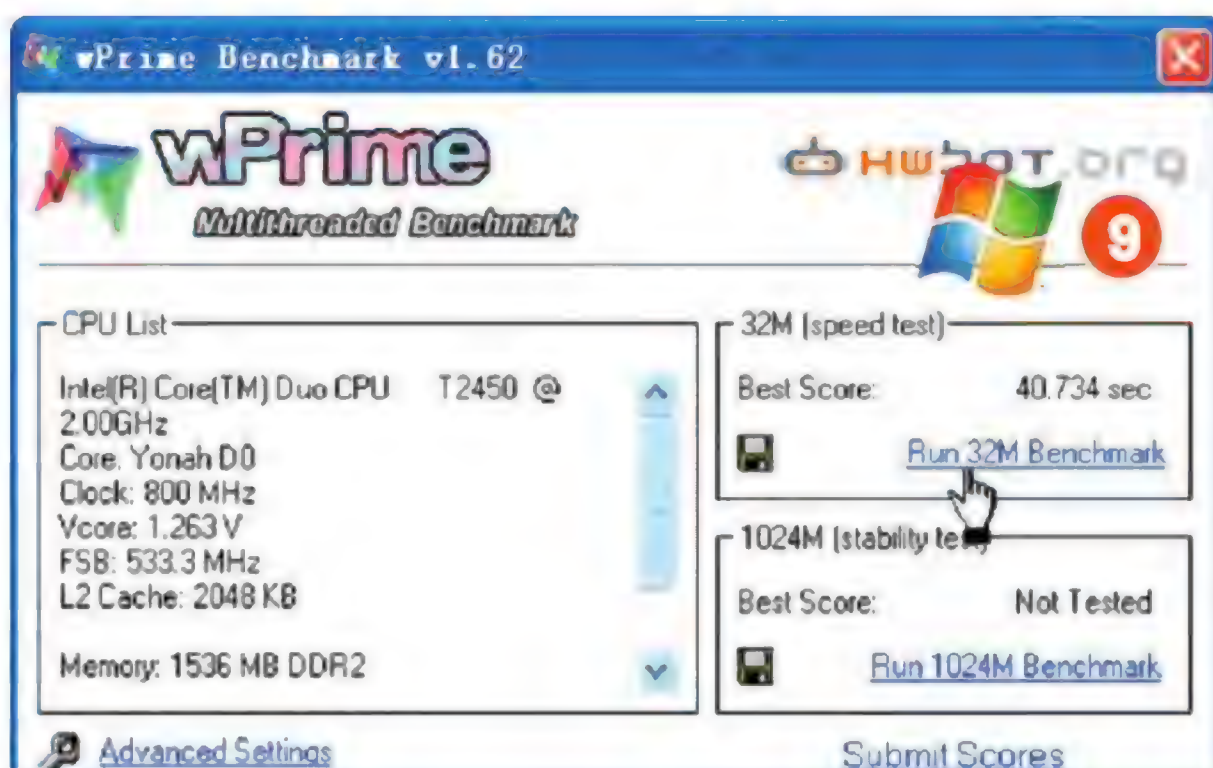 wPrime Benchmark v1.62
wPrime
Multithreaded Benchmark
HWBOT.org
9
CPU List
Intel(R) Core(TM) Duo CPU T2450 @
2.00GHz
Core: Yonah D0
Clock: 800 MHz
Vcore: 1.263 V
FSB: 533.3 MHz
L2 Cache: 2048 KB
Memory: 1536 MB DDR2
32M (speed test)
Best Score: 40.734 sec
Run 32M Benchmark
1024M (stability test)
Best Score: Not Tested
Run 1024M Benchmark
Advanced Settings
Submit Scores